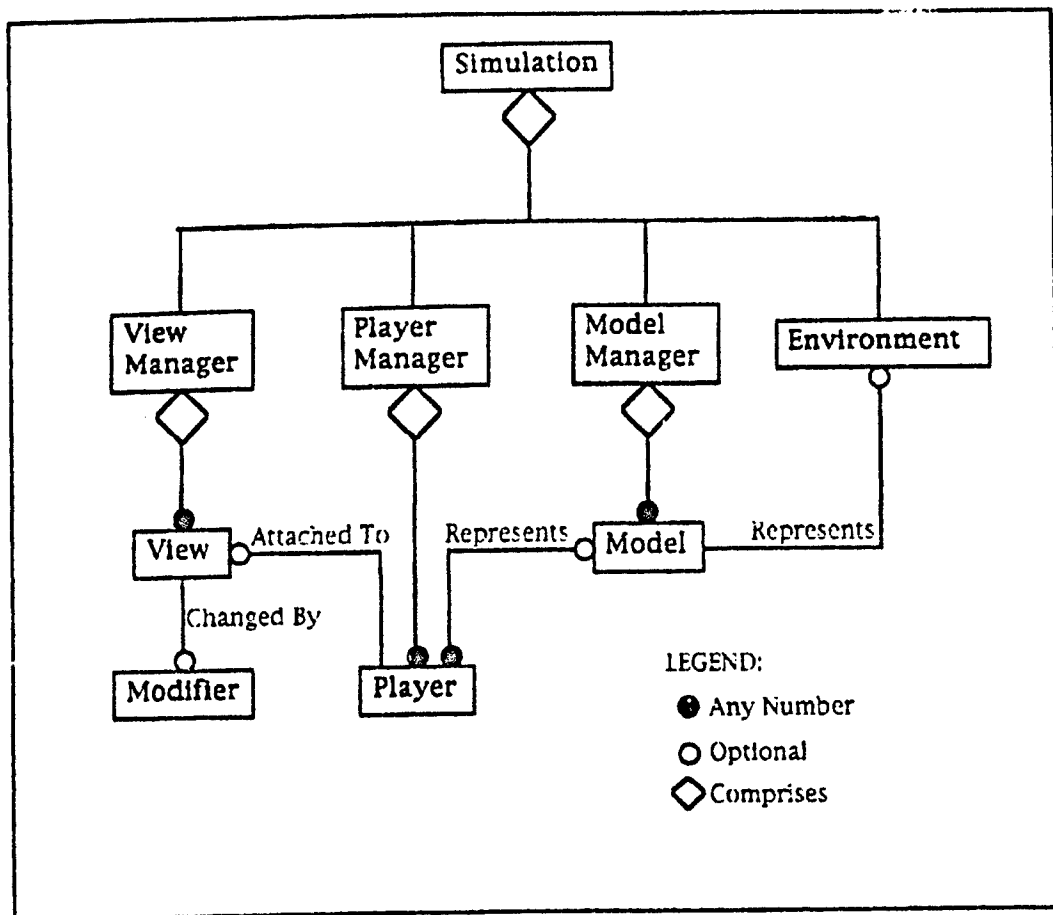 Simulation
View
Manager
Player
Manager
Model
Manager
Environment
View
Attached To
Represents
Model
Represents
Changed By
Modifier
Player
LEGEND:
Any Number
Optional
Comprises